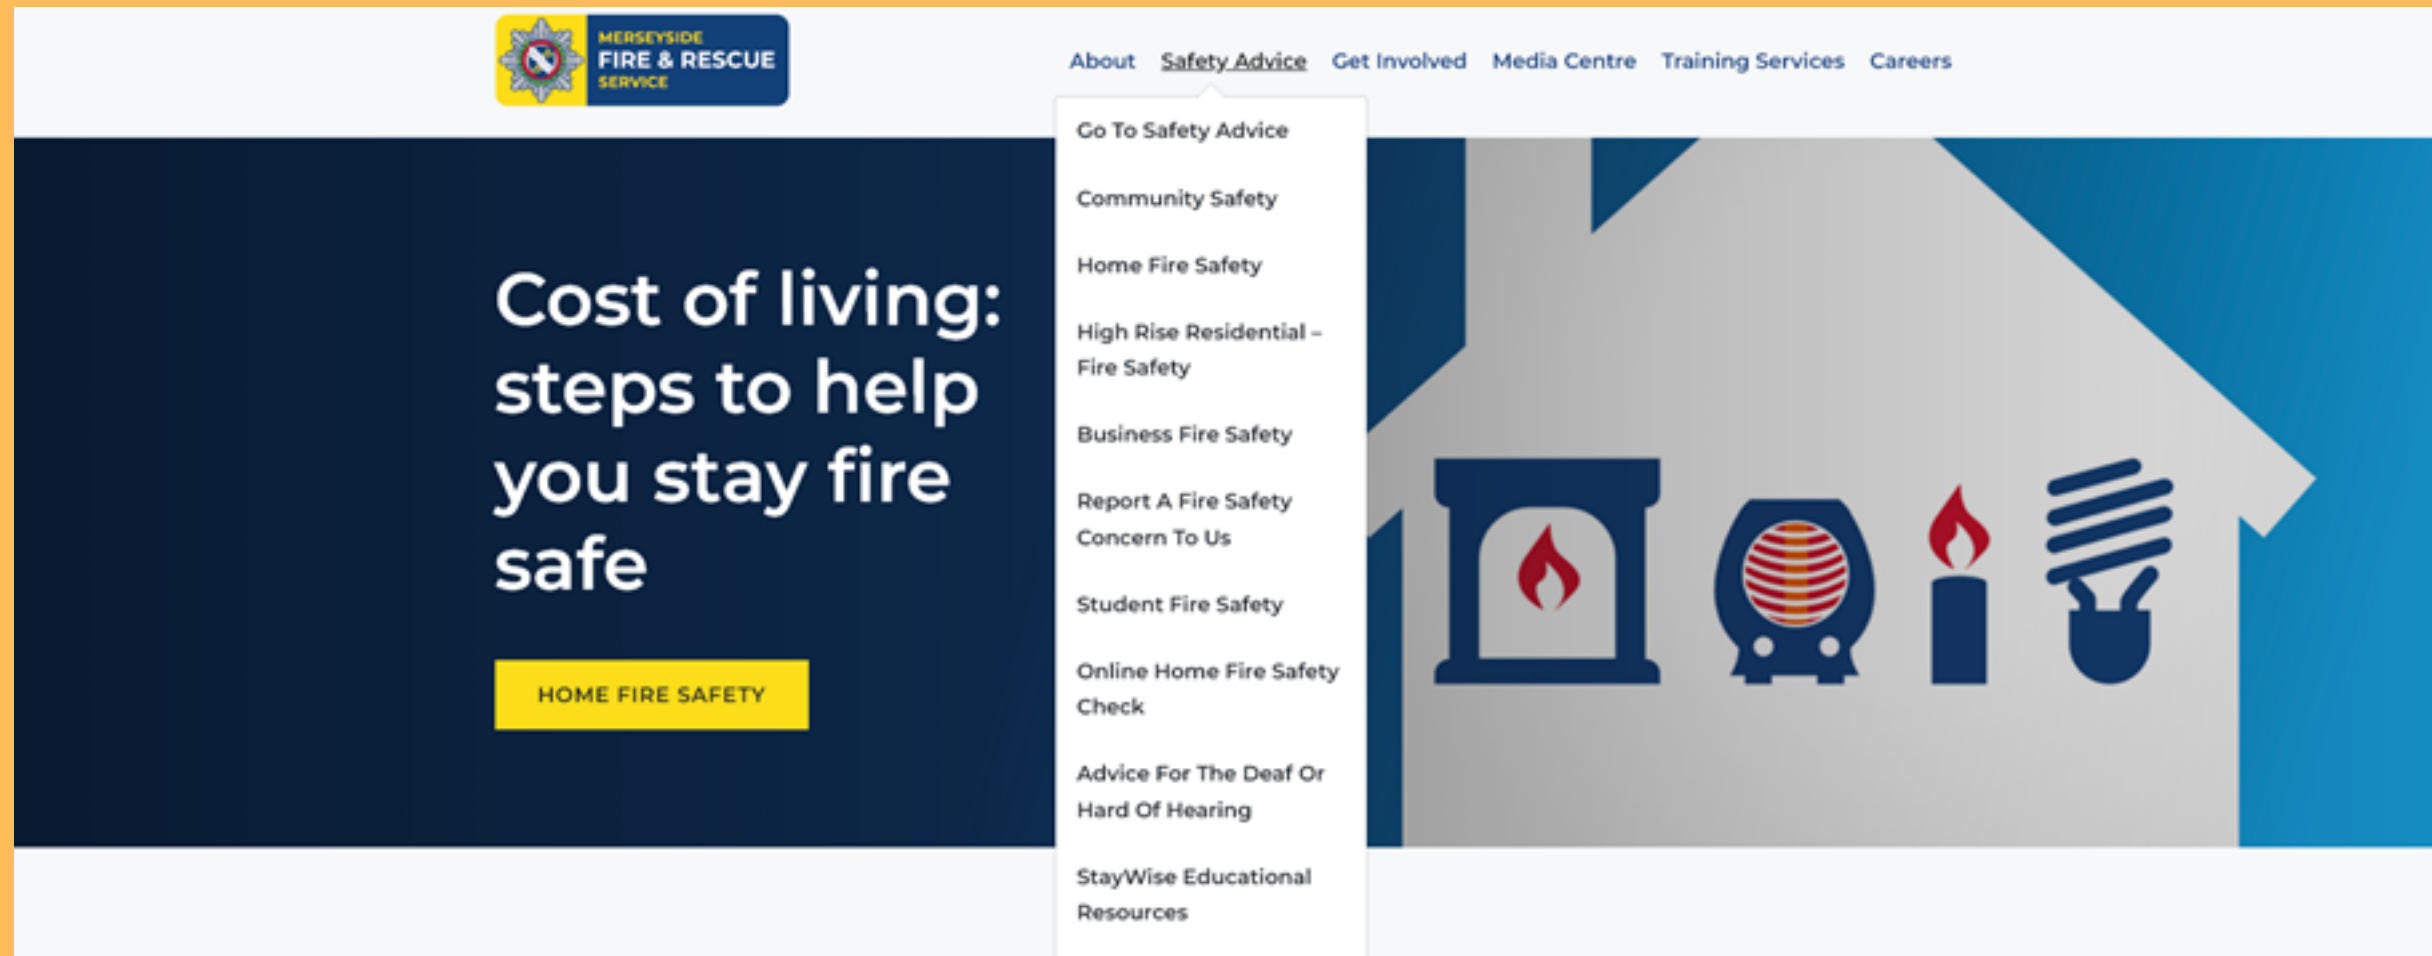 MERSEYSIDE
FIRE & RESCUE
SERVICE
About Safety Advice Get Involved Media Centre Training Services Careers
Go To Safety Advice
Community Safety
Home Fire Safety
High Rise Residential –
Fire Safety
Business Fire Safety
Report A Fire Safety
Concern To Us
Student Fire Safety
Online Home Fire Safety
Check
Advice For The Deaf Or
Hard Of Hearing
StayWise Educational
Resources
Cost of living:
steps to help
you stay fire
safe
HOME FIRE SAFETY